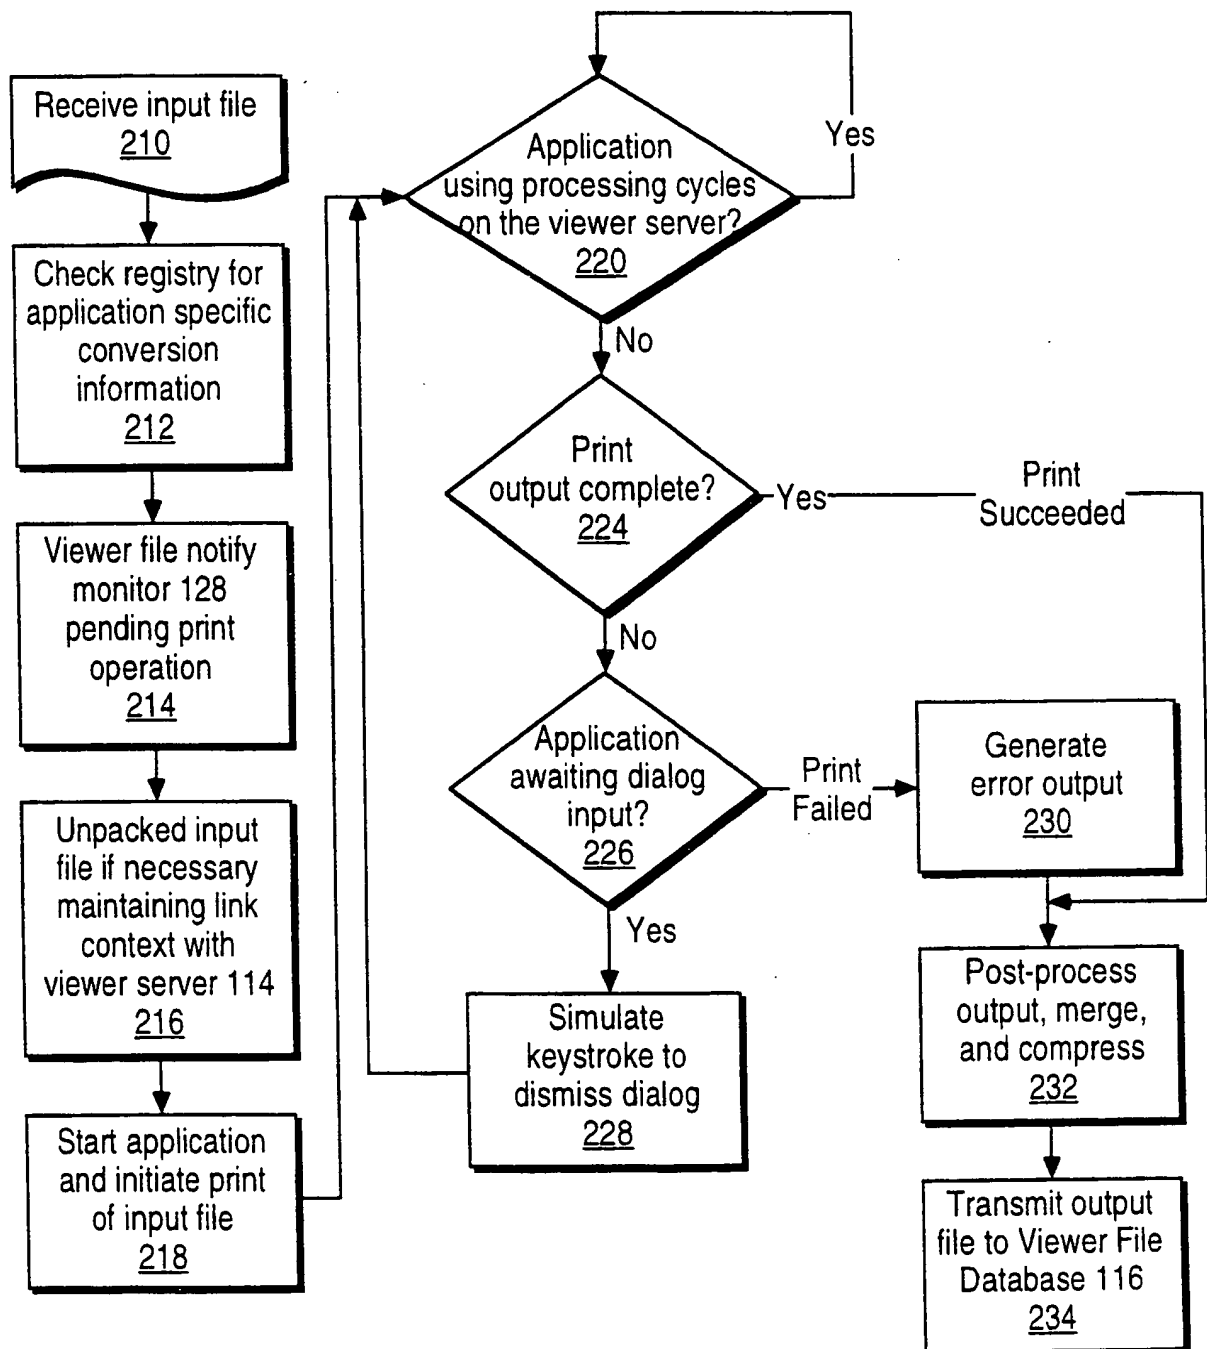 Receive input file
210
Check registry for
application specific
conversion
information
212
Viewer file notify
monitor 128
pending print
operation
214
Unpacked input
file if necessary
maintaining link
context with
viewer server 114
216
Start application
and initiate print
of input file
218
Application
using processing cycles
on the viewer server?
220
Yes
No
Print
output complete?
224
Yes
Print
Succeeded
No
Application
awaiting dialog
input?
226
Print
Failed
Yes
Simulate
keystroke to
dismiss dialog
228
Generate
error output
230
Post-process
output, merge,
and compress
232
Transmit output
file to Viewer File
Database 116
234